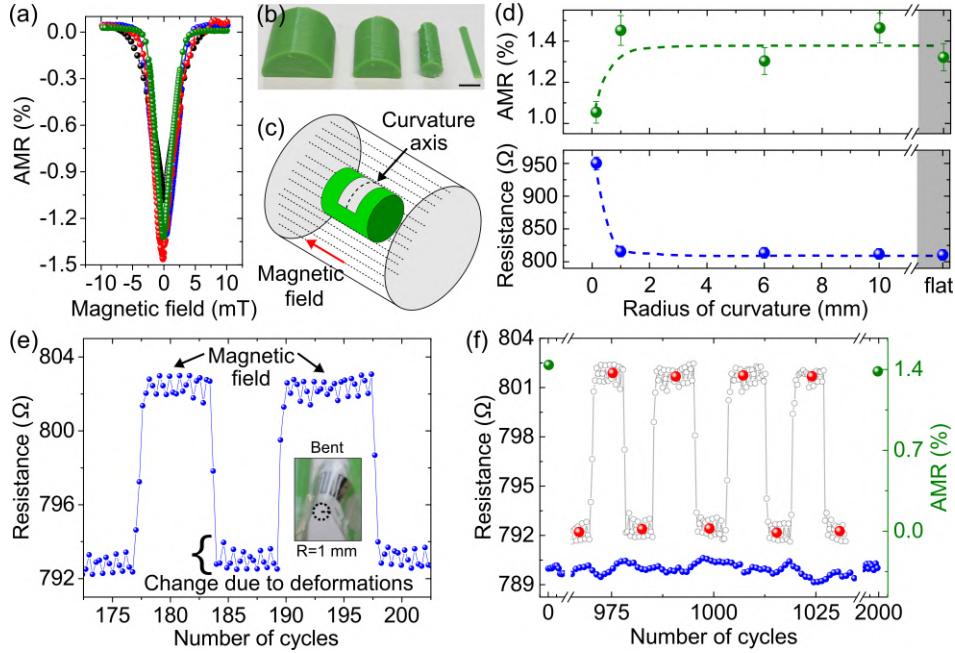 (a)
0.0
-0.3
-0.6
-0.9
-1.2
-1.5
AMR (%)
-10
-5
0
5
10
Magnetic field (mT)
(b)
(c)
Curvature
axis
Magnetic
field
(d)
AMR (%)
1.4
1.2
1.0
Resistance (Ω)
950
900
850
800
0
2
4
6
8
10
flat
Radius of curvature (mm)
(e)
Resistance (Ω)
804
800
796
792
Magnetic
field
Bent
R=1 mm
Change due to deformations
175
180
185
190
195
200
Number of cycles
(f)
Resistance (Ω)
804
801
798
795
792
789
1.4
0.7
0.0
AMR (%)
0
975
1000
1025
2000
Number of cycles